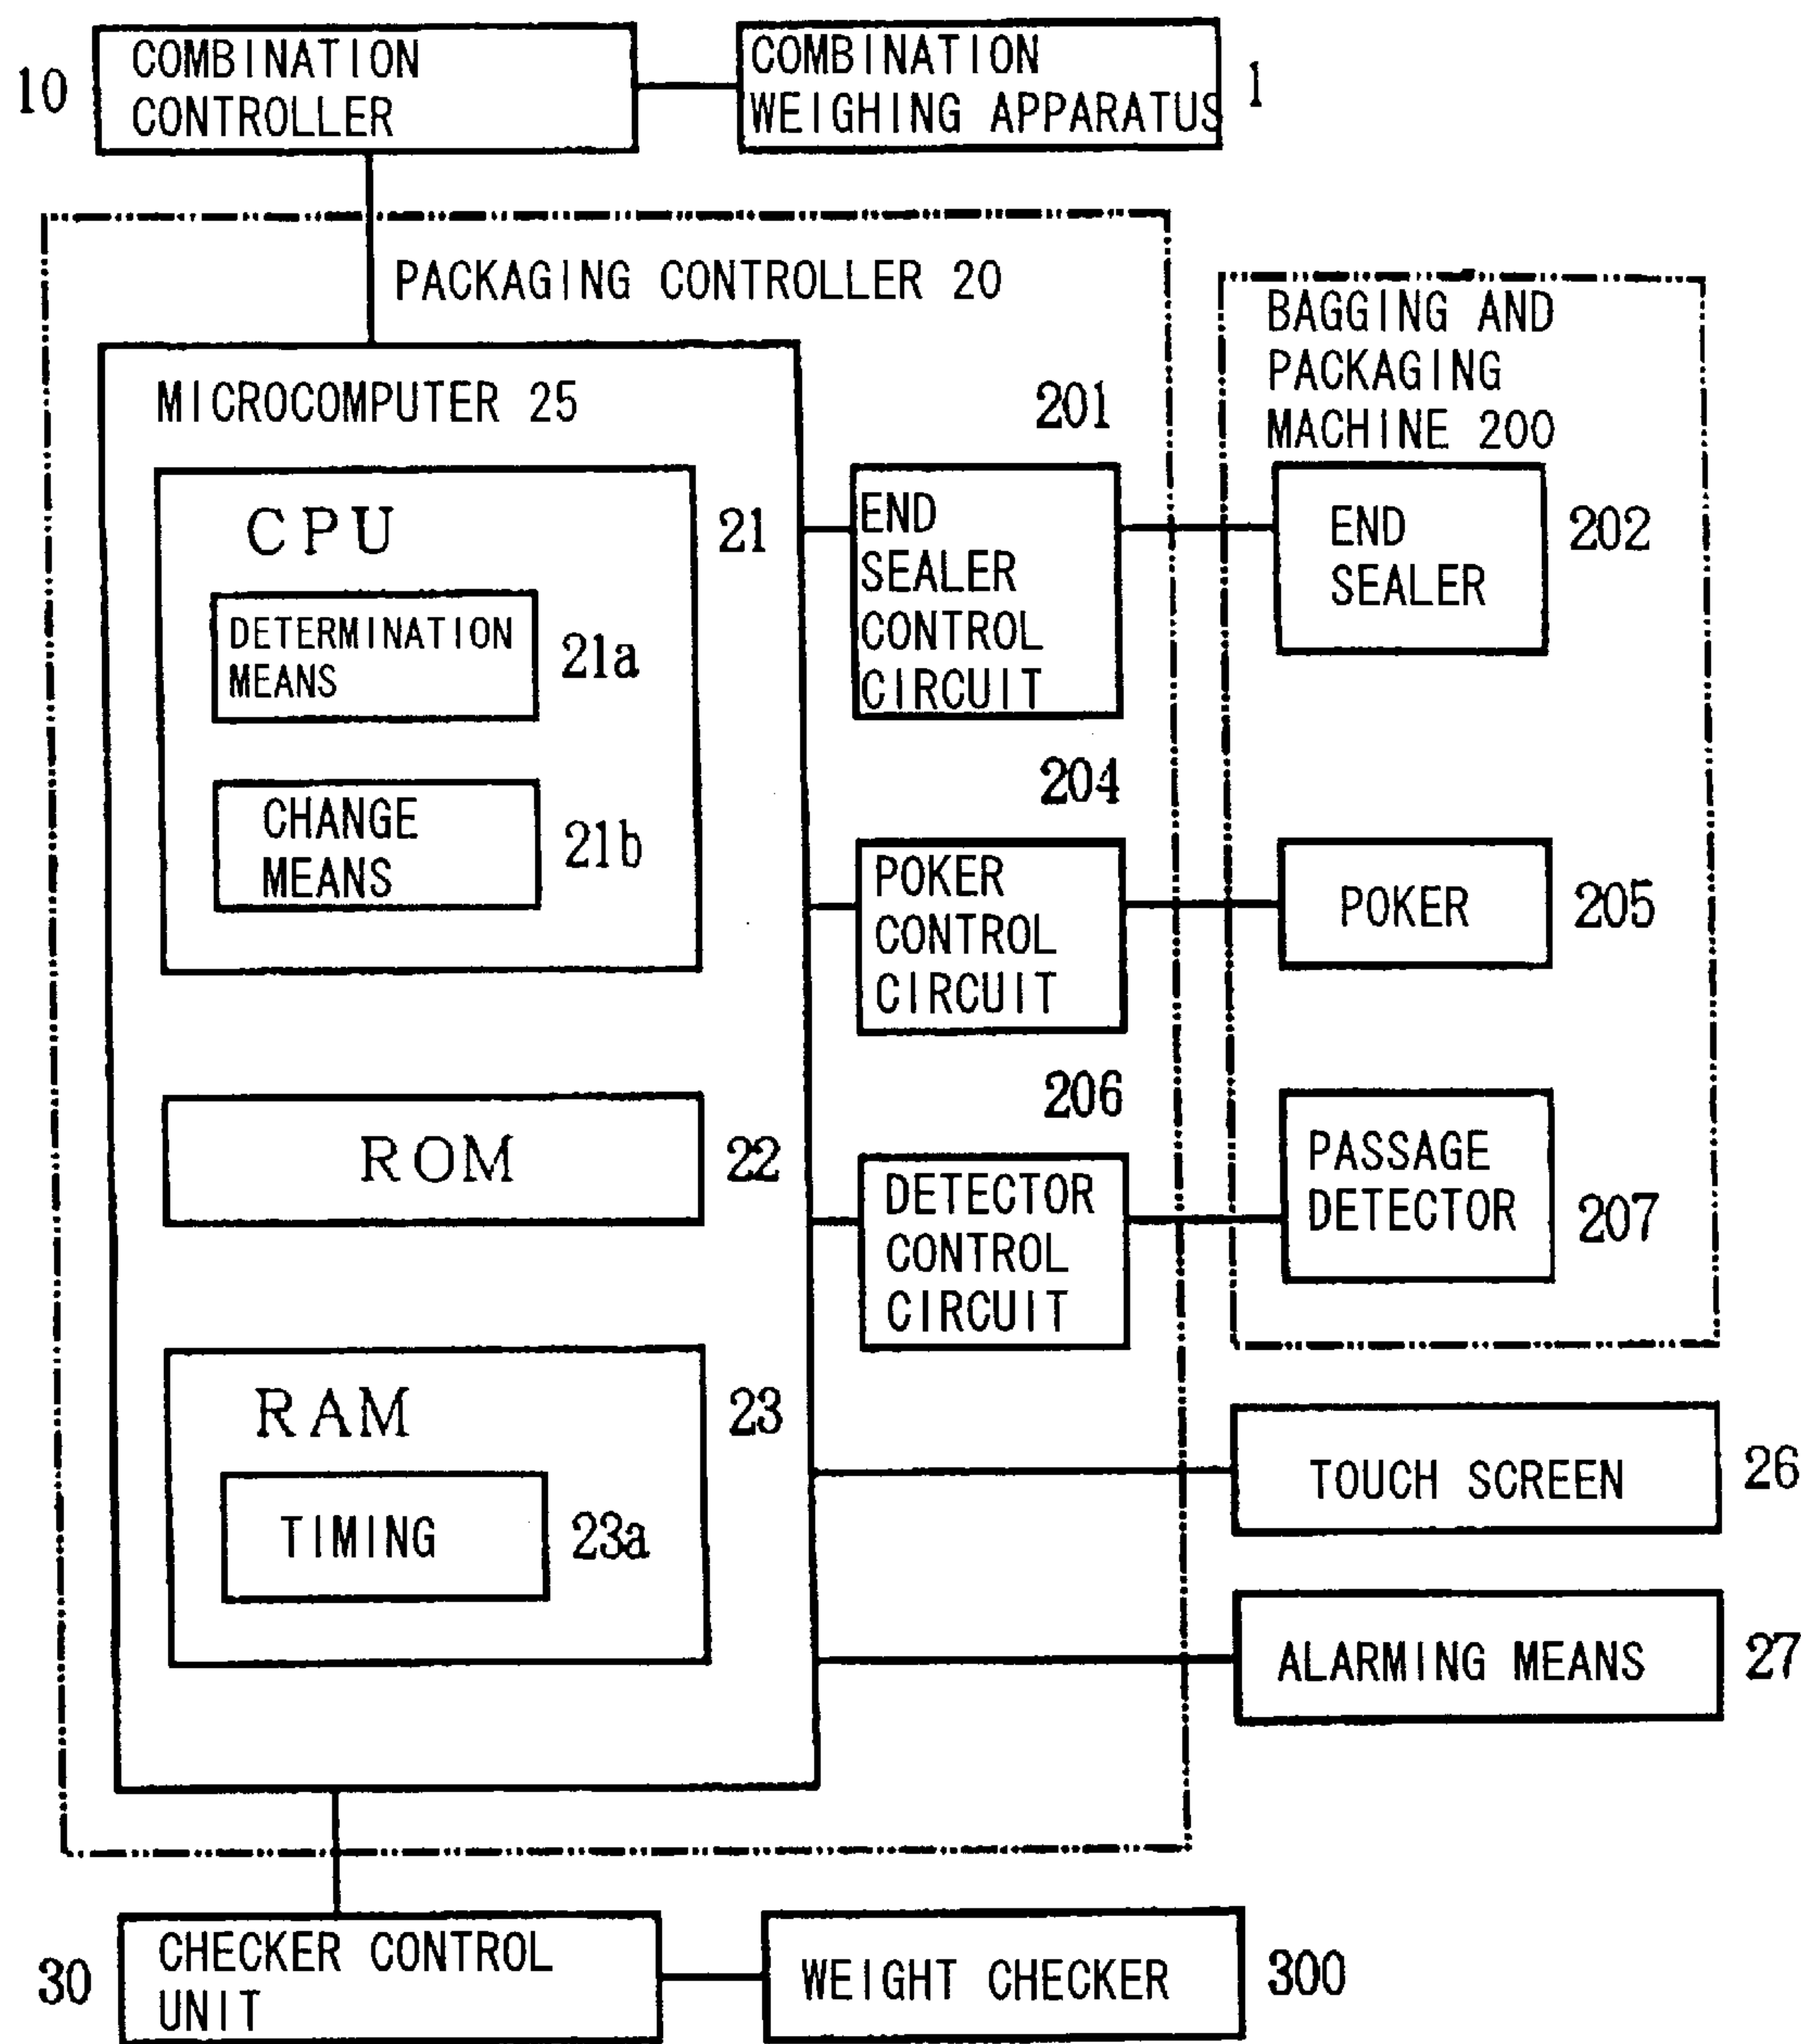 10
COMBINATION
CONTROLLER
COMBINATION
WEIGHING APPARATUS
1
PACKAGING CONTROLLER 20
BAGGING AND
PACKAGING
MACHINE 200
MICROCOMPUTER 25
CPU
21
DETERMINATION
MEANS
21a
CHANGE
MEANS
21b
201
END
SEALER
CONTROL
CIRCUIT
END
SEALER
202
204
POKER
CONTROL
CIRCUIT
POKER
205
ROM
22
206
DETECTOR
CONTROL
CIRCUIT
PASSAGE
DETECTOR
207
RAM
23
TIMING
23a
TOUCH SCREEN
26
ALARMING MEANS
27
30
CHECKER CONTROL
UNIT
WEIGHT CHECKER
300